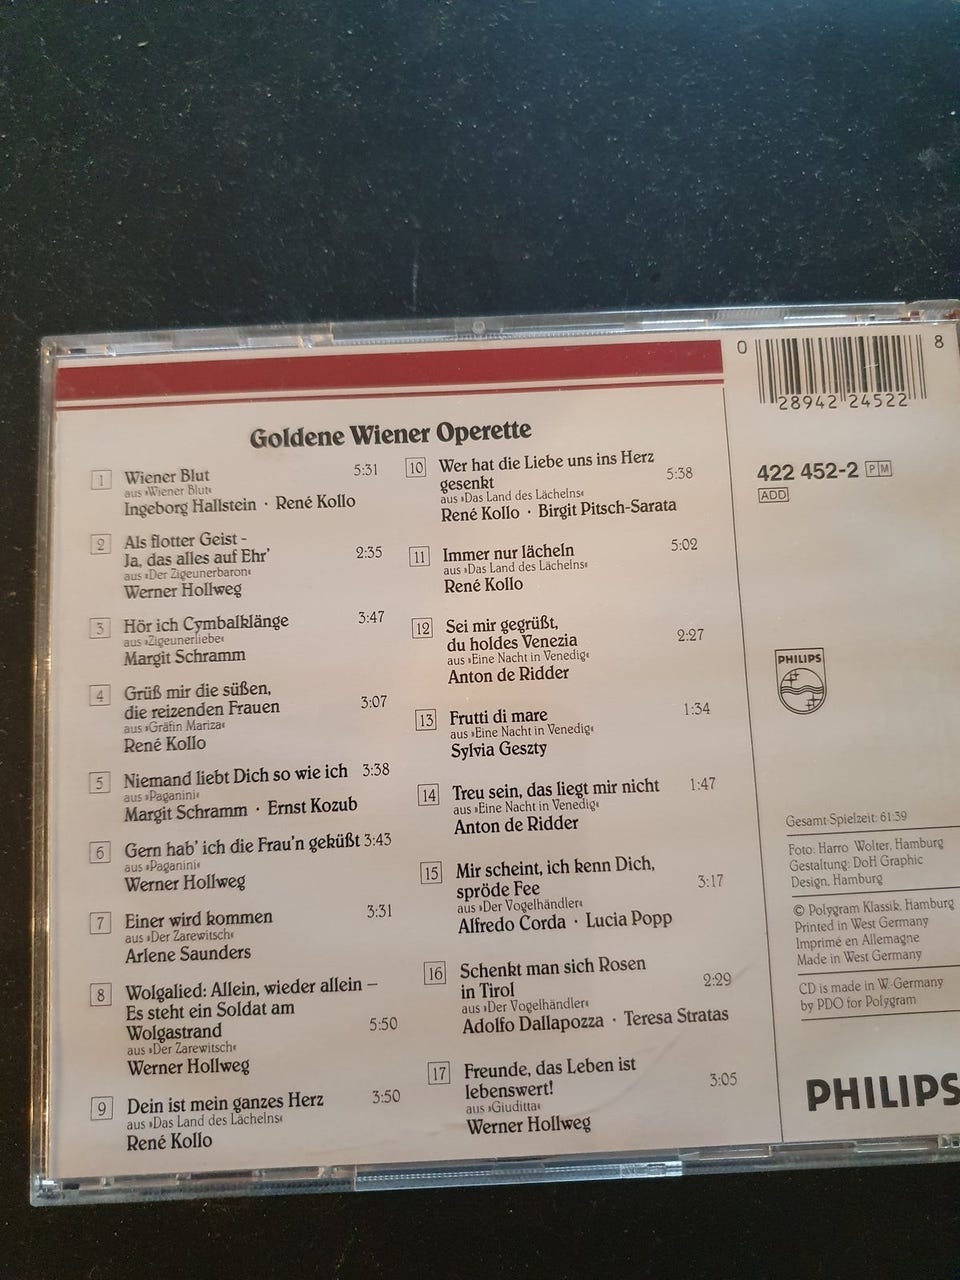 Goldene Wiener Operette
1 Wiener Blut 5:31
aus »Wiener Blut«
Ingeborg Hallstein · René Kollo
2 Als flotter Geist -
Ja, das alles auf Ehr' 2:35
aus »Der Zigeunerbaron«
Werner Hollweg
3 Hör ich Cymbalklänge 3:47
aus »Zigeunerliebe«
Margit Schramm
4 Grüß mir die süßen,
die reizenden Frauen 3:07
aus »Gräfin Mariza«
René Kollo
5 Niemand liebt Dich so wie ich 3:38
aus »Paganini«
Margit Schramm · Ernst Kozub
6 Gern hab' ich die Frau'n geküßt 3:43
aus »Paganini«
Werner Hollweg
7 Einer wird kommen 3:31
aus »Der Zarewitsch«
Arlene Saunders
8 Wolgalied: Allein, wieder allein –
Es steht ein Soldat am
Wolgastrand 5:50
aus »Der Zarewitsch«
Werner Hollweg
9 Dein ist mein ganzes Herz 3:50
aus »Das Land des Lächelns«
René Kollo
10 Wer hat die Liebe uns ins Herz
gesenkt 5:38
aus »Das Land des Lächelns«
René Kollo · Birgit Pitsch-Sarata
11 Immer nur lächeln 5:02
aus »Das Land des Lächelns«
René Kollo
12 Sei mir gegrüßt,
du holdes Venezia 2:27
aus »Eine Nacht in Venedig«
Anton de Ridder
13 Frutti di mare 1:34
aus »Eine Nacht in Venedig«
Sylvia Geszty
14 Treu sein, das liegt mir nicht 1:47
aus »Eine Nacht in Venedig«
Anton de Ridder
15 Mir scheint, ich kenn Dich,
spröde Fee 3:17
aus »Der Vogelhändler«
Alfredo Corda · Lucia Popp
16 Schenkt man sich Rosen
in Tirol 2:29
aus »Der Vogelhändler«
Adolfo Dallapozza · Teresa Stratas
17 Freunde, das Leben ist
lebenswert! 3:05
aus »Giuditta«
Werner Hollweg
0 28942 24522 8
422 452-2 PM
ADD
PHILIPS
Gesamt-Spielzeit: 61:39
Foto: Harro Wolter, Hamburg
Gestaltung: DoH Graphic
Design, Hamburg
© Polygram Klassik, Hamburg
Printed in West Germany
Imprimé en Allemagne
Made in West Germany
CD is made in W.-Germany
by PDO for Polygram
PHILIPS